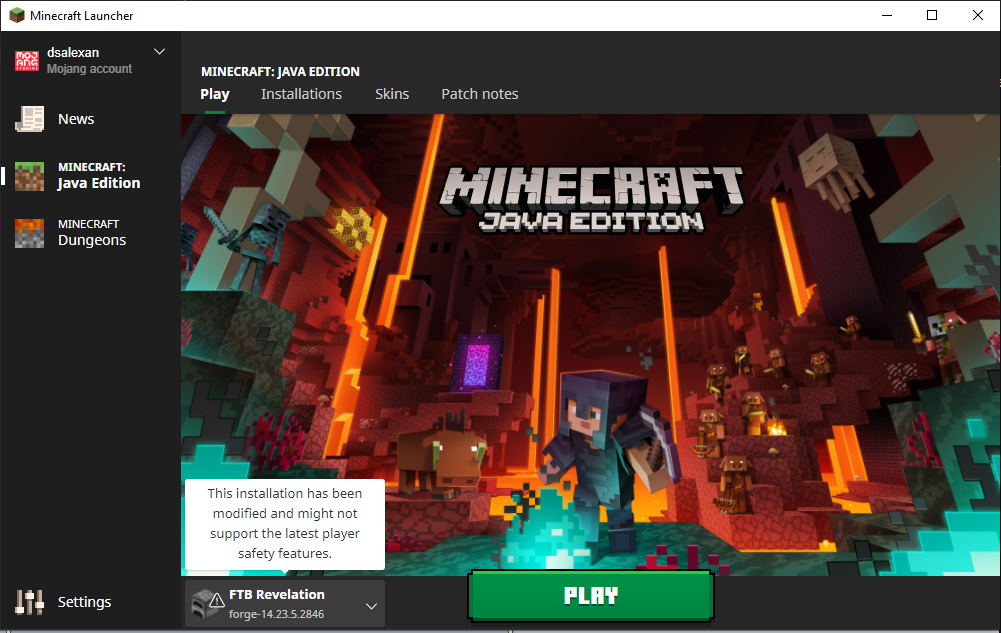 Minecraft Launcher
MOJANG
STUDIOS
dsalexan
Mojang account
News
MINECRAFT:
Java Edition
MINECRAFT
Dungeons
Settings
MINECRAFT: JAVA EDITION
Play Installations Skins Patch notes
MINECRAFT
JAVA EDITION
This installation has been
modified and might not
support the latest player
safety features.
FTB Revelation
forge-14.23.5.2846
PLAY